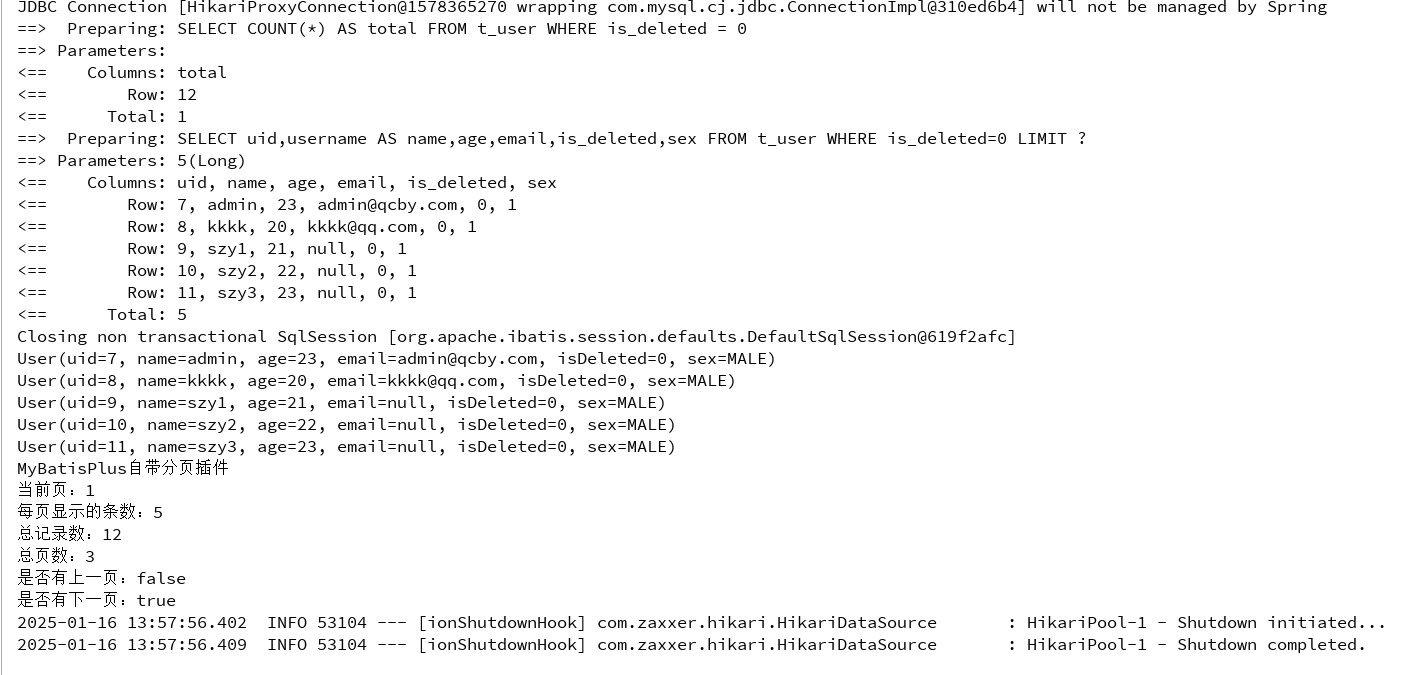 JDBC Connection [HikariProxyConnection@1578365270 wrapping com.mysql.cj.jdbc.ConnectionImpl@310ed6b4] will not be managed by Spring
==>  Preparing: SELECT COUNT(*) AS total FROM t_user WHERE is_deleted = 0
==> Parameters:
<==    Columns: total
<==        Row: 12
<==      Total: 1
==>  Preparing: SELECT uid,username AS name,age,email,is_deleted,sex FROM t_user WHERE is_deleted=0 LIMIT ?
==> Parameters: 5(Long)
<==    Columns: uid, name, age, email, is_deleted, sex
<==        Row: 7, admin, 23, admin@qcby.com, 0, 1
<==        Row: 8, kkkk, 20, kkkk@qq.com, 0, 1
<==        Row: 9, szy1, 21, null, 0, 1
<==        Row: 10, szy2, 22, null, 0, 1
<==        Row: 11, szy3, 23, null, 0, 1
<==      Total: 5
Closing non transactional SqlSession [org.apache.ibatis.session.defaults.DefaultSqlSession@619f2afc]
User(uid=7, name=admin, age=23, email=admin@qcby.com, isDeleted=0, sex=MALE)
User(uid=8, name=kkkk, age=20, email=kkkk@qq.com, isDeleted=0, sex=MALE)
User(uid=9, name=szy1, age=21, email=null, isDeleted=0, sex=MALE)
User(uid=10, name=szy2, age=22, email=null, isDeleted=0, sex=MALE)
User(uid=11, name=szy3, age=23, email=null, isDeleted=0, sex=MALE)
MyBatisPlus自带分页插件
当前页：1
每页显示的条数：5
总记录数：12
总页数：3
是否有上一页：false
是否有下一页：true
2025-01-16 13:57:56.402  INFO 53104 --- [ionShutdownHook] com.zaxxer.hikari.HikariDataSource       : HikariPool-1 - Shutdown initiated...
2025-01-16 13:57:56.409  INFO 53104 --- [ionShutdownHook] com.zaxxer.hikari.HikariDataSource       : HikariPool-1 - Shutdown completed.